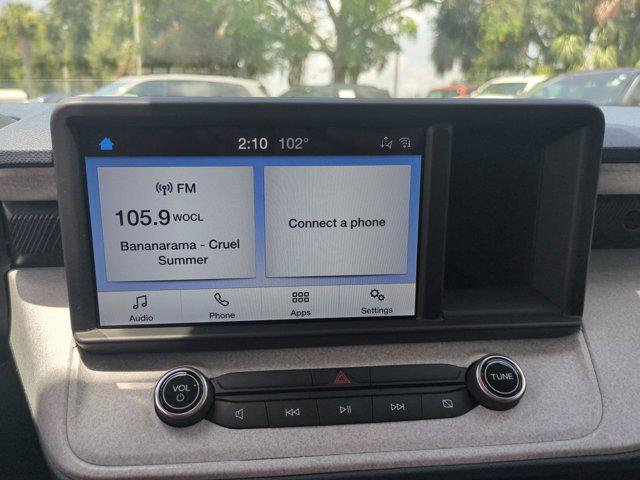 2:10 102°
FM
105.9 WOCL
Bananarama - Cruel
Summer
Connect a phone
Audio
Phone
Apps
Settings
VOL
TUNE